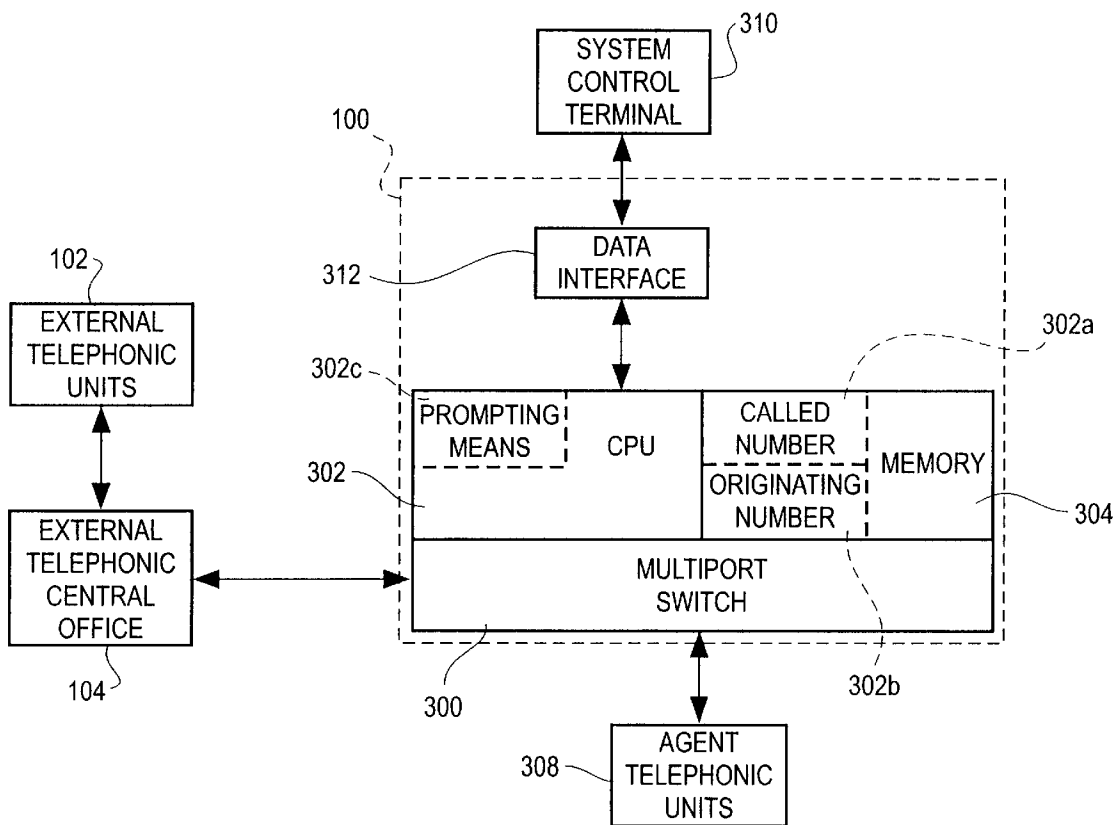 SYSTEM
CONTROL
TERMINAL
310
100
DATA
INTERFACE
312
102
EXTERNAL
TELEPHONIC
UNITS
302a
302c
PROMPTING
MEANS
CPU
CALLED
NUMBER
MEMORY
302
ORIGINATING
NUMBER
304
EXTERNAL
TELEPHONIC
CENTRAL
OFFICE
MULTIPORT
SWITCH
104
300
302b
308
AGENT
TELEPHONIC
UNITS